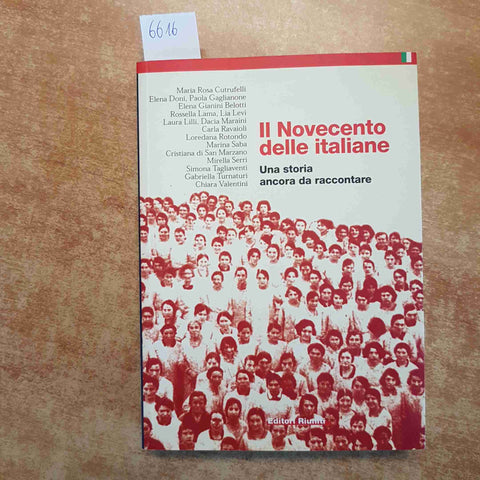 6616
Maria Rosa Cutrufelli
Elena Doni, Paola Gaglianone
Elena Gianini Belotti
Rossella Lama, Lia Levi
Laura Lilli, Dacia Maraini
Carla Ravaioli
Loredana Rotondo
Marina Saba
Cristiana di San Marzano
Mirella Serri
Simona Tagliaventi
Gabriella Turnaturi
Chiara Valentini
Il Novecento
delle italiane
Una storia
ancora da raccontare
Editori Riuniti